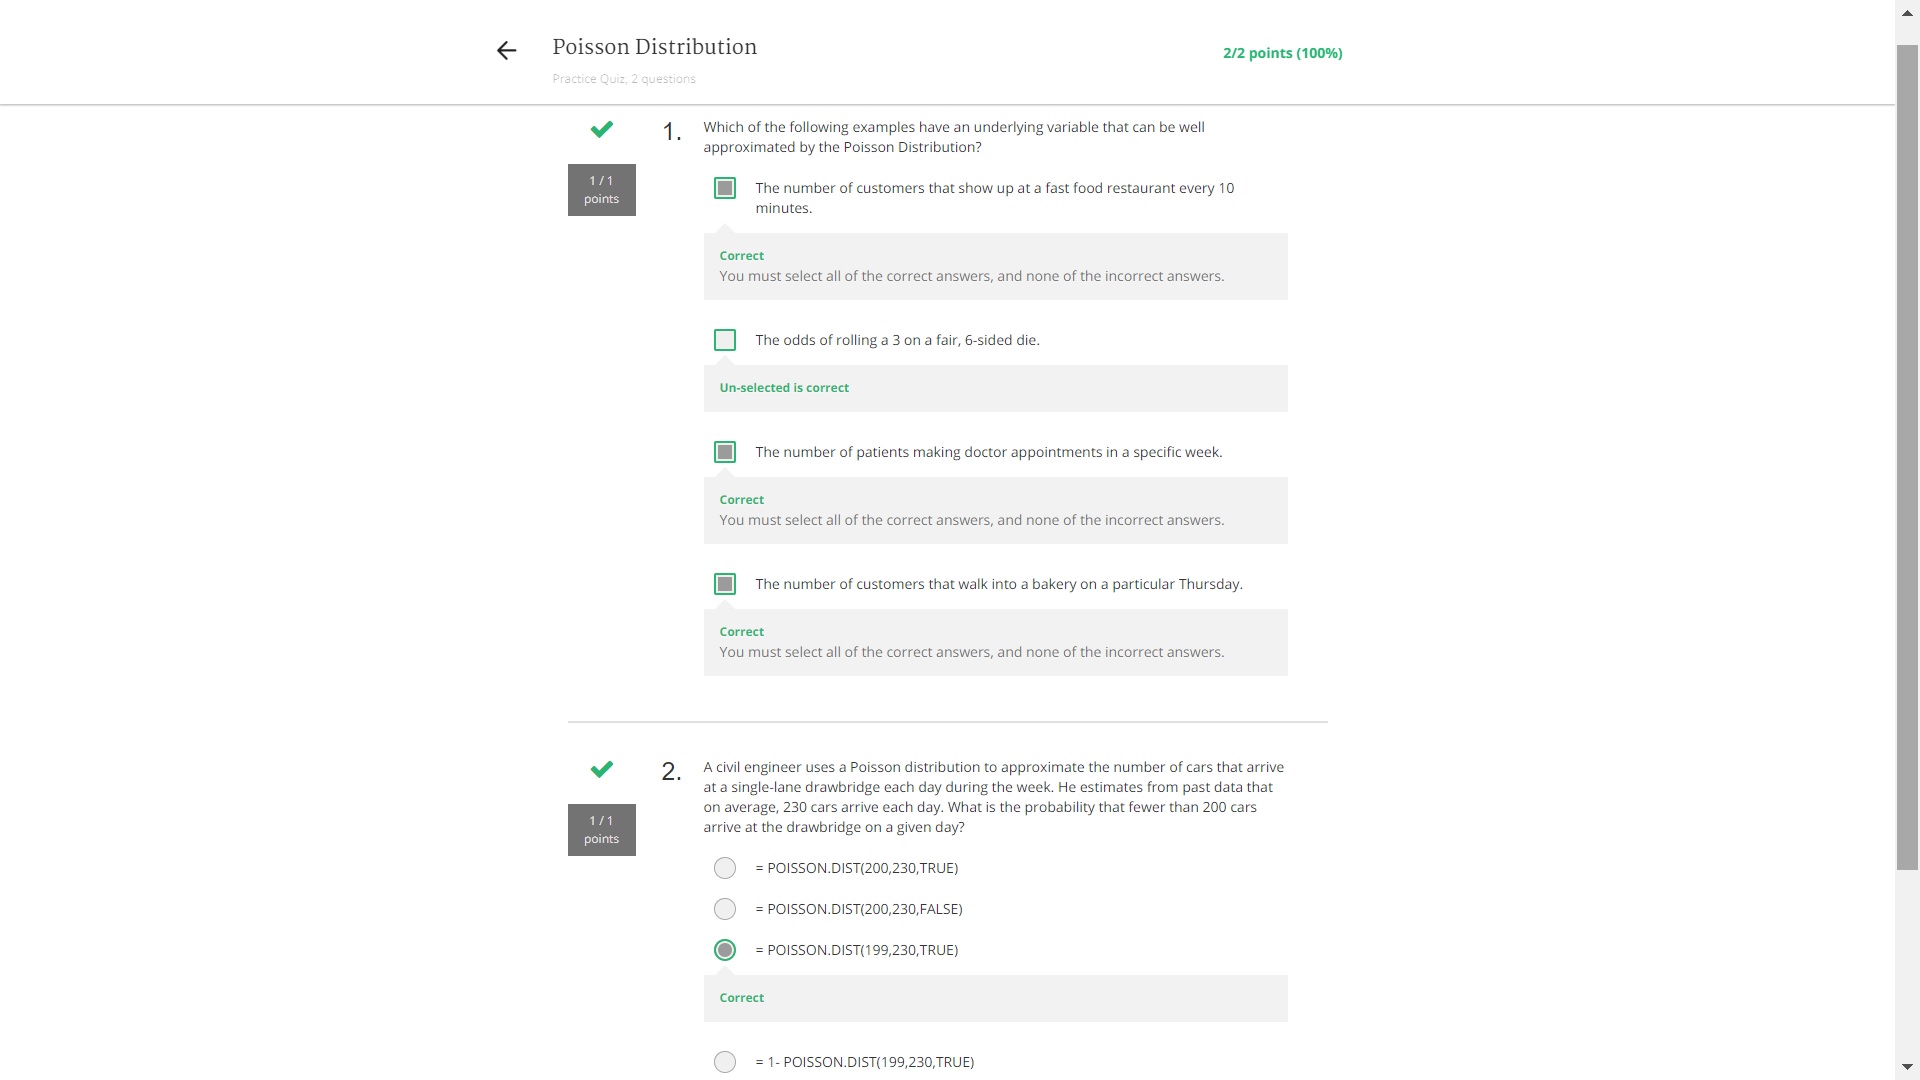 Poisson Distribution
2/2 points (100%)
Practice Quiz, 2 questions
1.
Which of the following examples have an underlying variable that can be well
approximated by the Poisson Distribution?
1 / 1
points
The number of customers that show up at a fast food restaurant every 10
minutes.
Correct
You must select all of the correct answers, and none of the incorrect answers.
The odds of rolling a 3 on a fair, 6-sided die.
Un-selected is correct
The number of patients making doctor appointments in a specific week.
Correct
You must select all of the correct answers, and none of the incorrect answers.
The number of customers that walk into a bakery on a particular Thursday.
Correct
You must select all of the correct answers, and none of the incorrect answers.
2.
A civil engineer uses a Poisson distribution to approximate the number of cars that arrive
at a single-lane drawbridge each day during the week. He estimates from past data that
on average, 230 cars arrive each day. What is the probability that fewer than 200 cars
arrive at the drawbridge on a given day?
1 / 1
points
= POISSON.DIST(200,230,TRUE)
= POISSON.DIST(200,230,FALSE)
= POISSON.DIST(199,230,TRUE)
Correct
= 1- POISSON.DIST(199,230,TRUE)